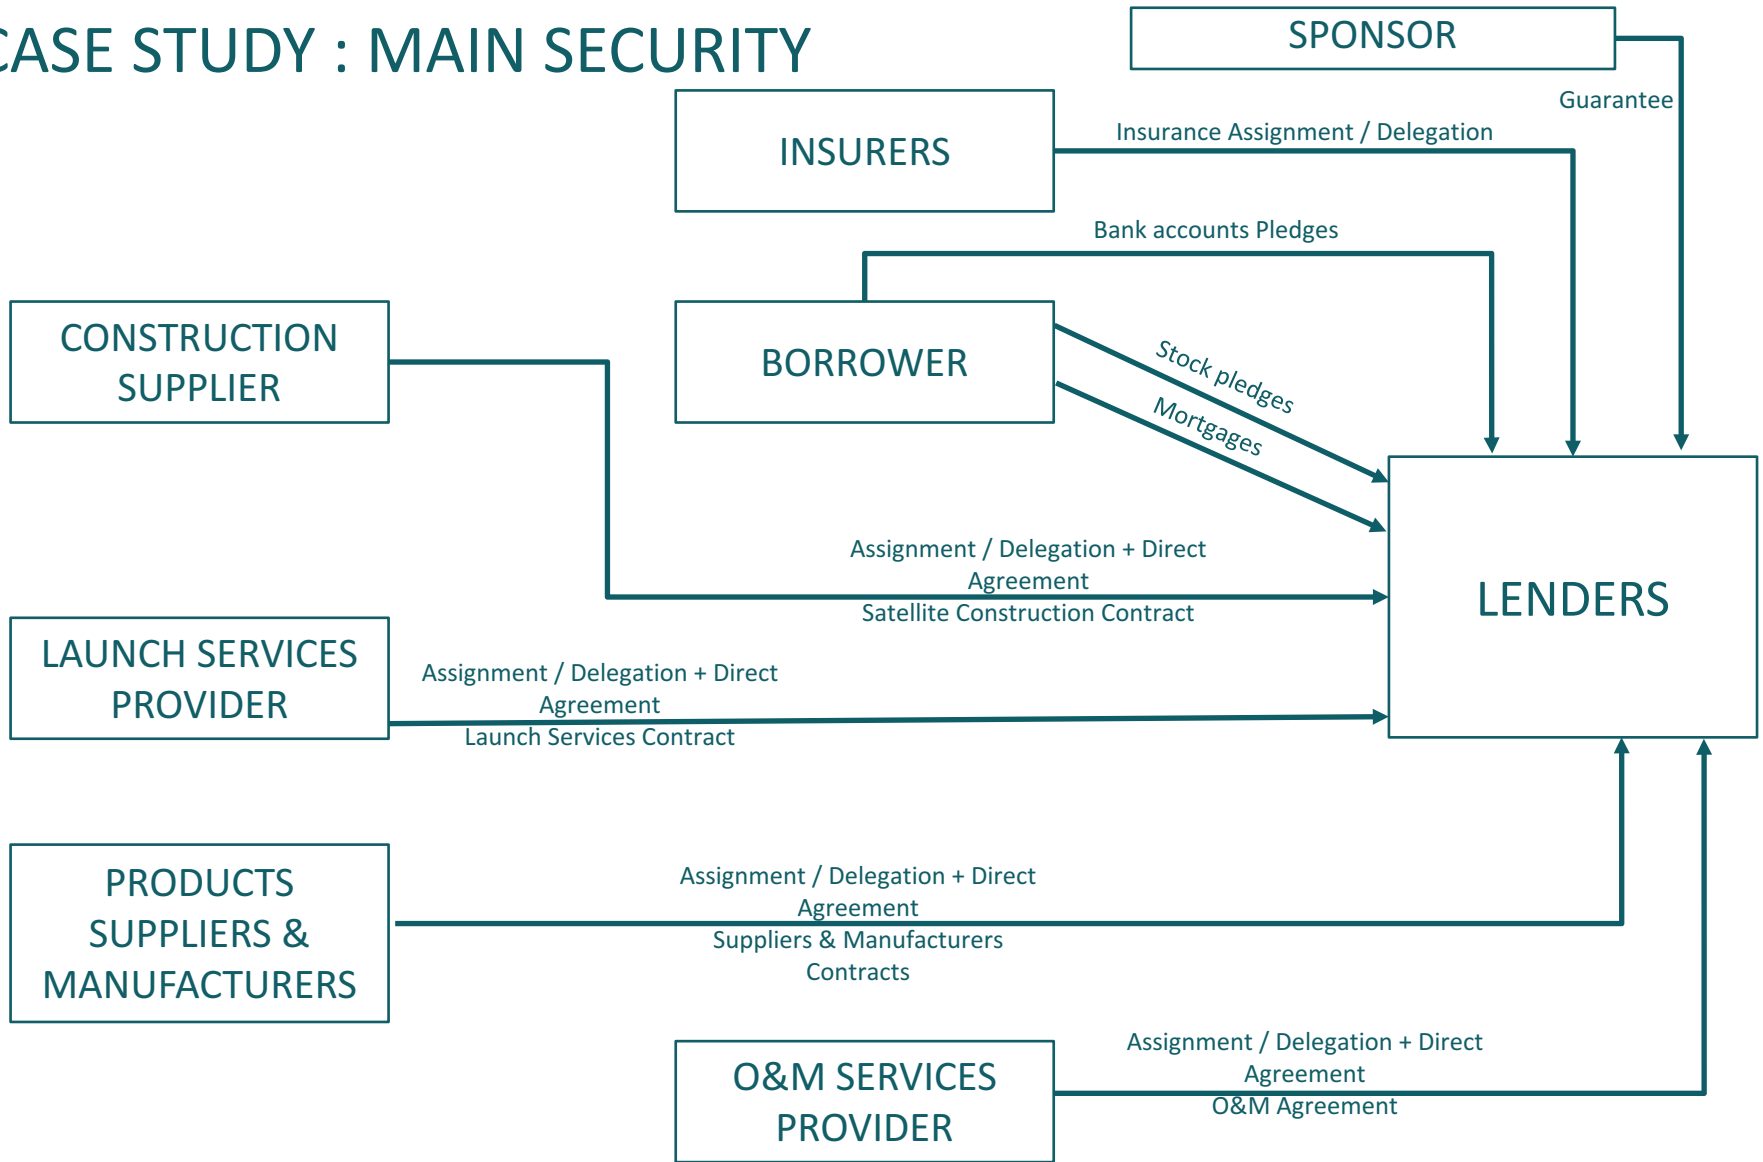 CASE STUDY : MAIN SECURITY
SPONSOR
Guarantee
INSURERS
Insurance Assignment / Delegation
Bank accounts Pledges
CONSTRUCTION
SUPPLIER
BORROWER
Stock pledges
Mortgages
Assignment / Delegation + Direct
Agreement
Satellite Construction Contract
LENDERS
LAUNCH SERVICES
PROVIDER
Assignment / Delegation + Direct
Agreement
Launch Services Contract
PRODUCTS
SUPPLIERS &
MANUFACTURERS
Assignment / Delegation + Direct
Agreement
Suppliers & Manufacturers
Contracts
O&M SERVICES
PROVIDER
Assignment / Delegation + Direct
Agreement
O&M Agreement